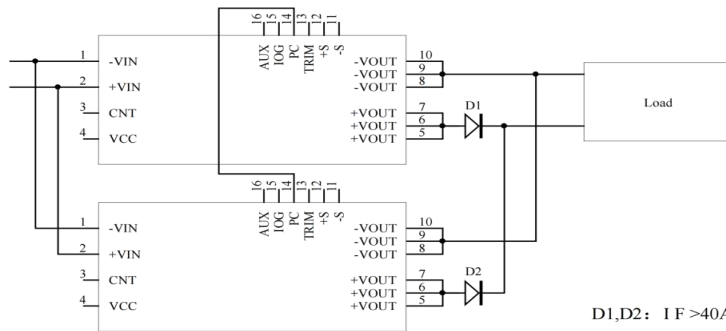 16 15 14 13 12 11
AUX IOG PC TRIM +S -S
1 -VIN
2 +VIN
3 CNT
4 VCC
-VOUT 10
-VOUT 9
-VOUT 8
+VOUT 7
+VOUT 6
+VOUT 5
D1
Load
16 15 14 13 12 11
AUX IOG PC TRIM +S -S
1 -VIN
2 +VIN
3 CNT
4 VCC
-VOUT 10
-VOUT 9
-VOUT 8
+VOUT 7
+VOUT 6
+VOUT 5
D2
D1,D2: I F >40A